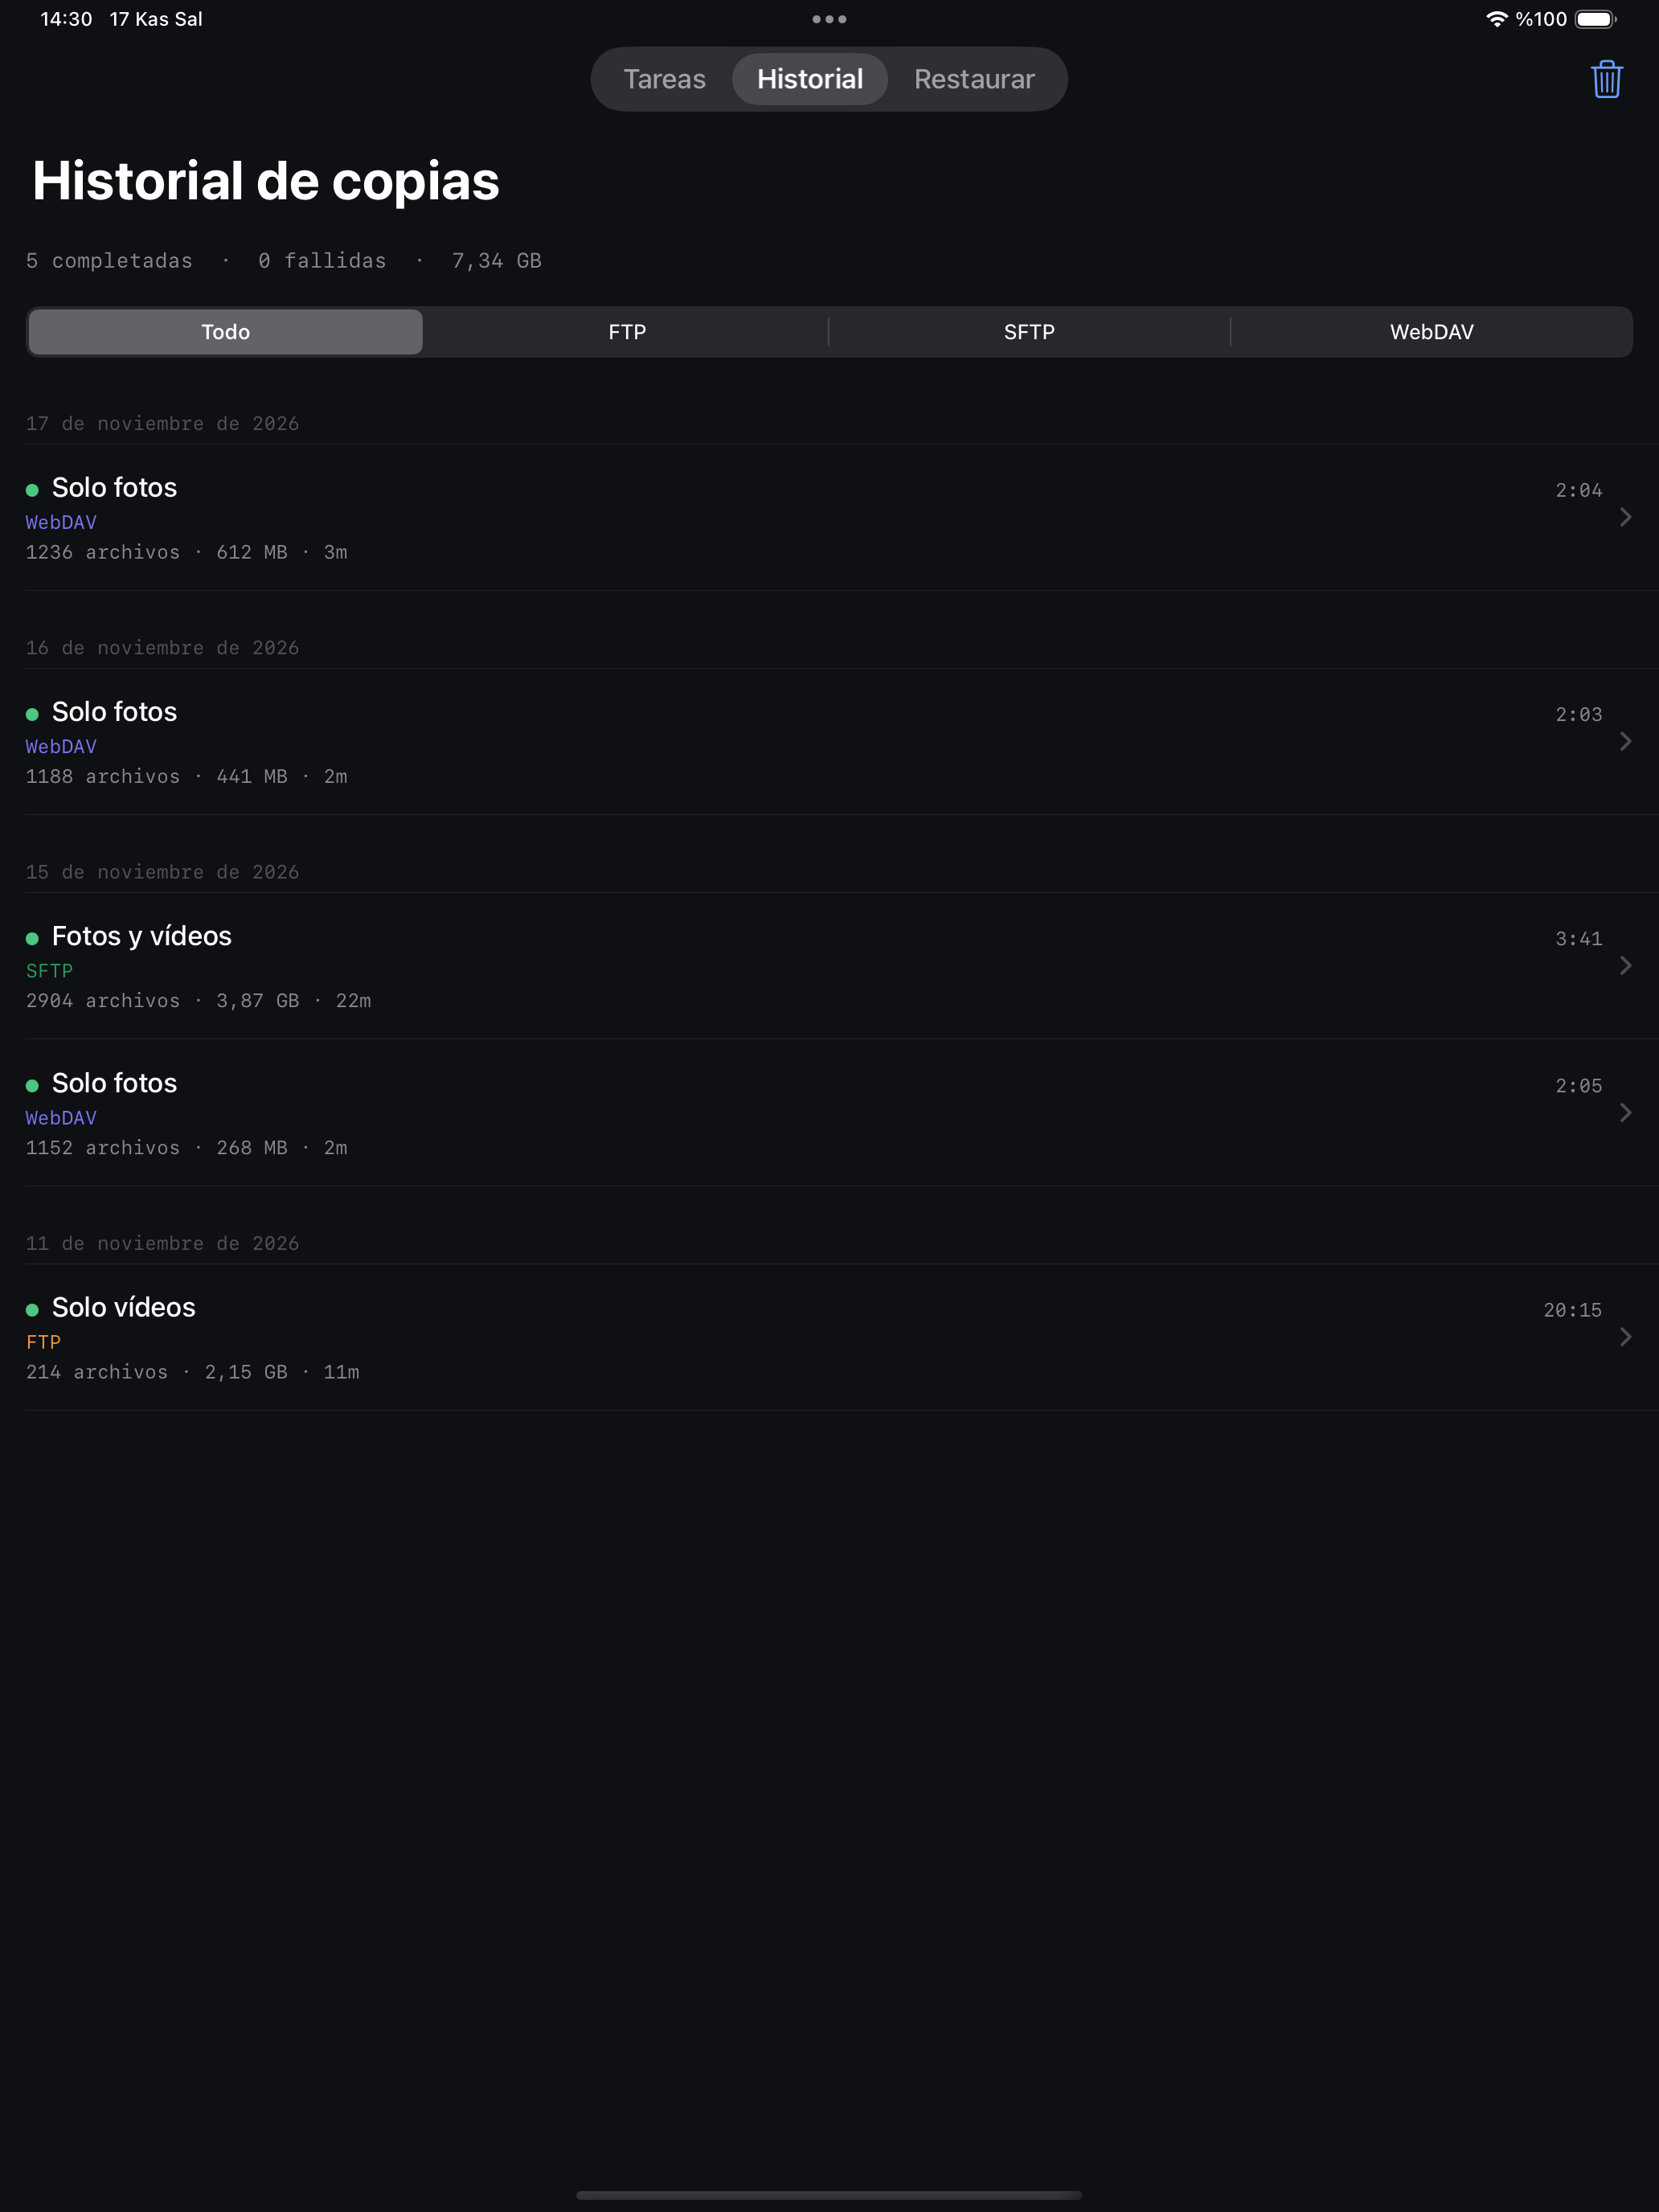 14:30 17 Kas Sal
%100
Tareas Historial Restaurar
Historial de copias
5 completadas · 0 fallidas · 7,34 GB
Todo FTP SFTP WebDAV
17 de noviembre de 2026
Solo fotos 2:04
WebDAV
1236 archivos · 612 MB · 3m
16 de noviembre de 2026
Solo fotos 2:03
WebDAV
1188 archivos · 441 MB · 2m
15 de noviembre de 2026
Fotos y vídeos 3:41
SFTP
2904 archivos · 3,87 GB · 22m
Solo fotos 2:05
WebDAV
1152 archivos · 268 MB · 2m
11 de noviembre de 2026
Solo vídeos 20:15
FTP
214 archivos · 2,15 GB · 11m